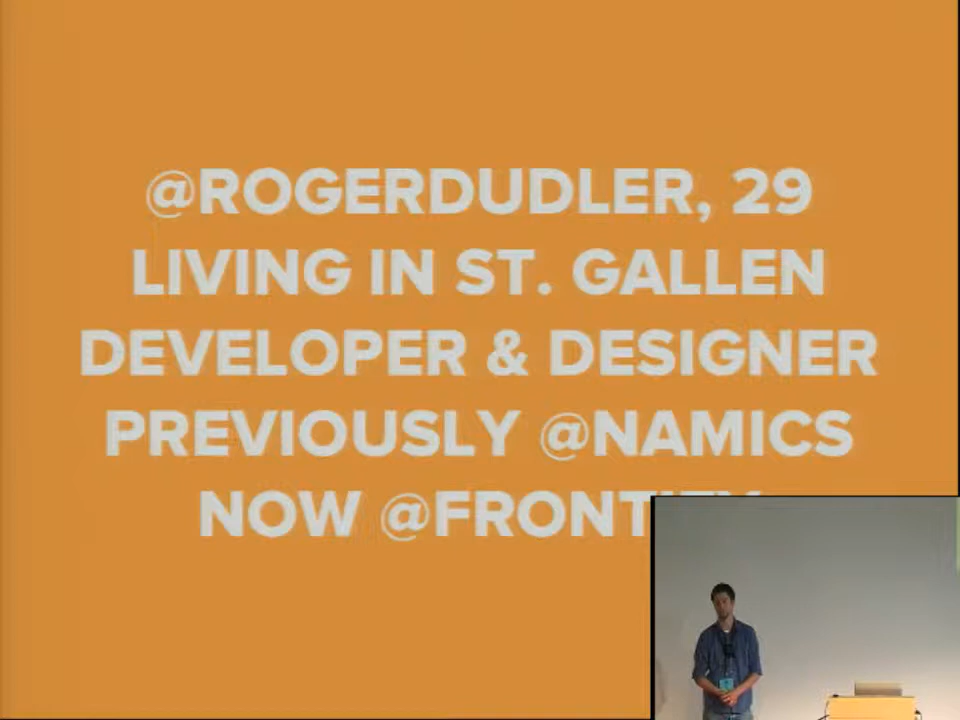 @ROGERDUDLER, 29
LIVING IN ST. GALLEN
DEVELOPER & DESIGNER
PREVIOUSLY @NAMICS
NOW